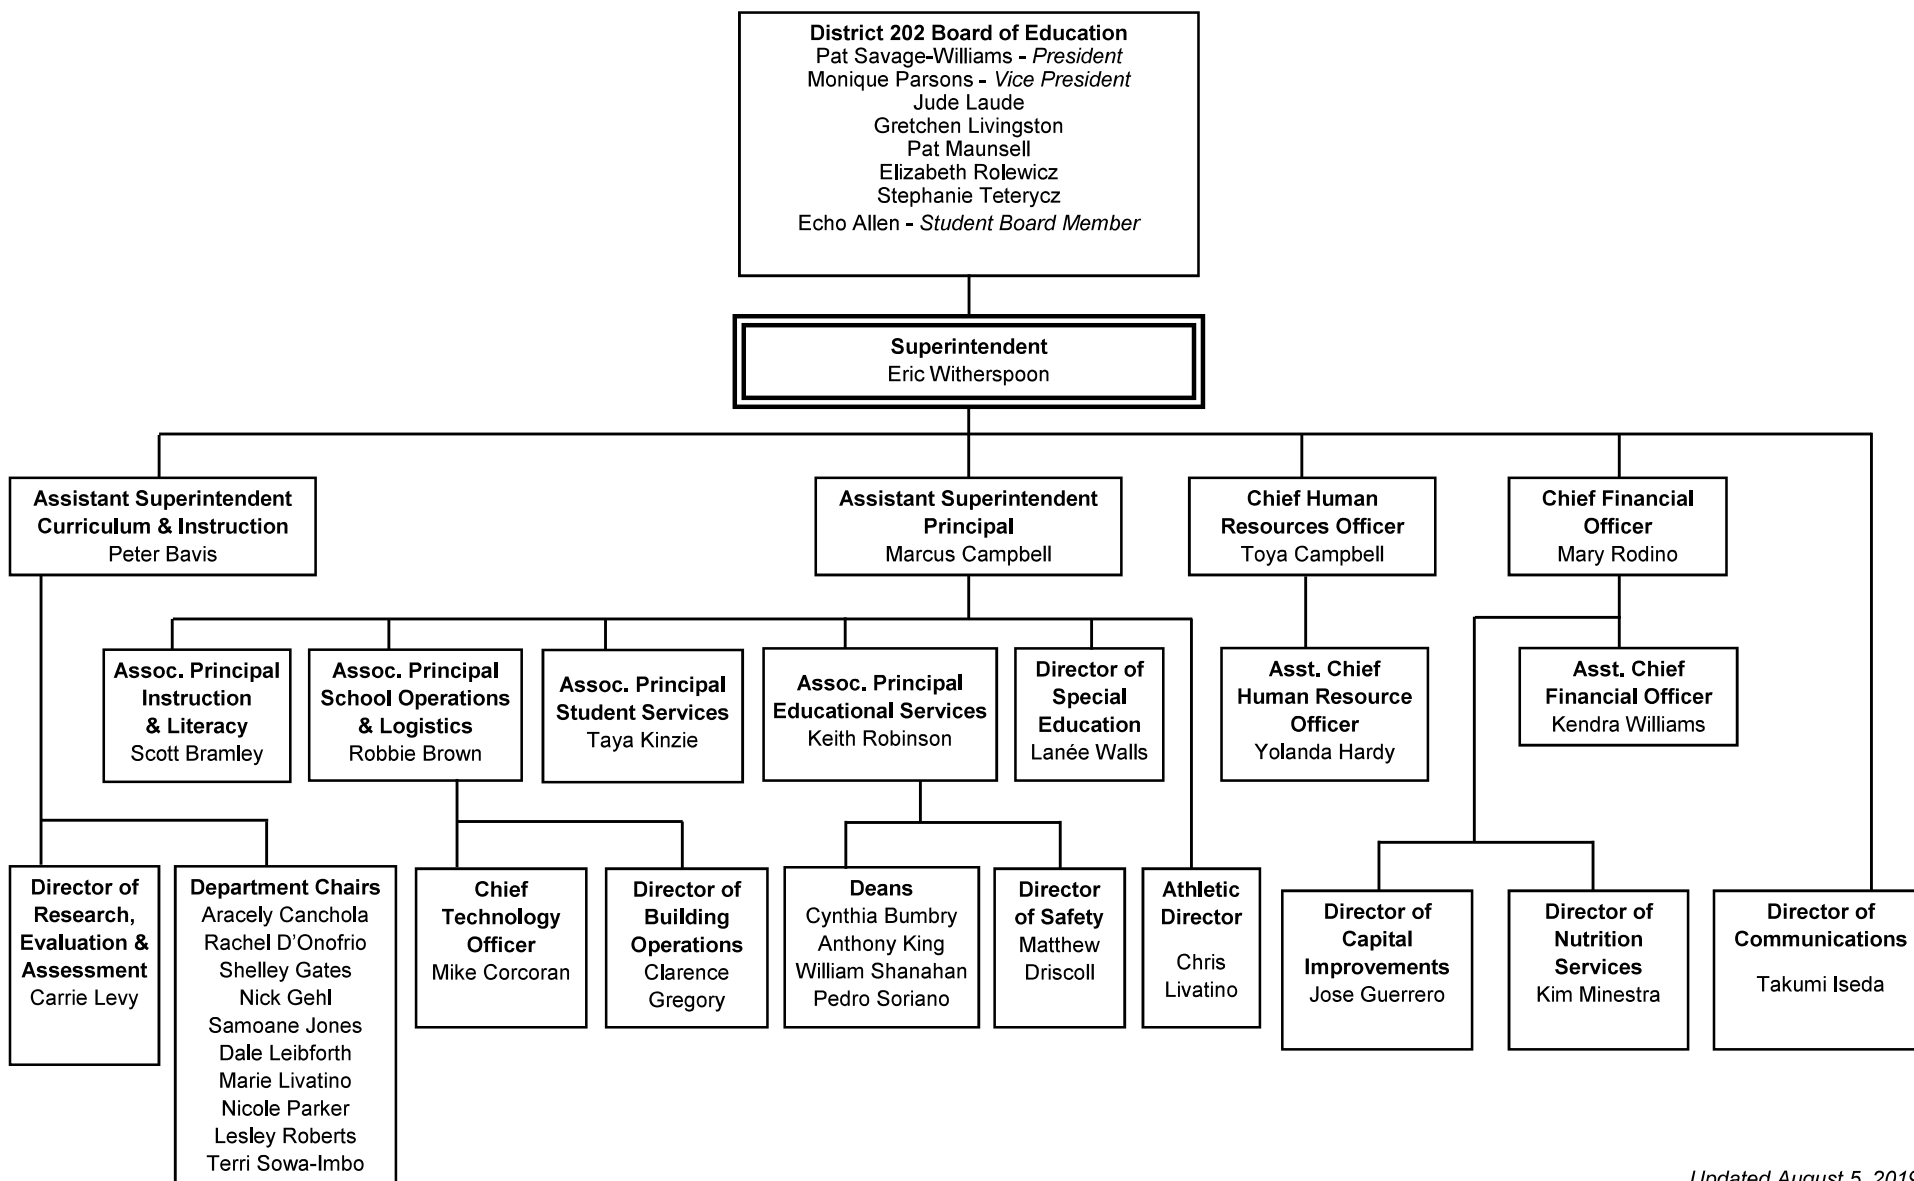 District 202 Board of Education
Pat Savage-Williams - President
Monique Parsons - Vice President
Jude Laude
Gretchen Livingston
Pat Maunsell
Elizabeth Rolewicz
Stephanie Teterycz
Echo Allen - Student Board Member
Superintendent
Eric Witherspoon
Assistant Superintendent
Curriculum & Instruction
Peter Bavis
Assistant Superintendent
Principal
Marcus Campbell
Chief Human
Resources Officer
Toya Campbell
Chief Financial
Officer
Mary Rodino
Assoc. Principal
Instruction
& Literacy
Scott Bramley
Assoc. Principal
School Operations
& Logistics
Robbie Brown
Assoc. Principal
Student Services
Taya Kinzie
Assoc. Principal
Educational Services
Keith Robinson
Director of
Special
Education
Lanée Walls
Asst. Chief
Human Resource
Officer
Yolanda Hardy
Asst. Chief
Financial Officer
Kendra Williams
Director of
Research,
Evaluation &
Assessment
Carrie Levy
Department Chairs
Aracely Canchola
Rachel D’Onofrio
Shelley Gates
Nick Gehl
Samoane Jones
Dale Leibforth
Marie Livatino
Nicole Parker
Lesley Roberts
Terri Sowa-Imbo
Chief
Technology
Officer
Mike Corcoran
Director of
Building
Operations
Clarence
Gregory
Deans
Cynthia Bumbry
Anthony King
William Shanahan
Pedro Soriano
Director
of Safety
Matthew
Driscoll
Athletic
Director
Chris
Livatino
Director of
Capital
Improvements
Jose Guerrero
Director of
Nutrition
Services
Kim Minestra
Director of
Communications
Takumi Iseda
Updated August 5, 2019